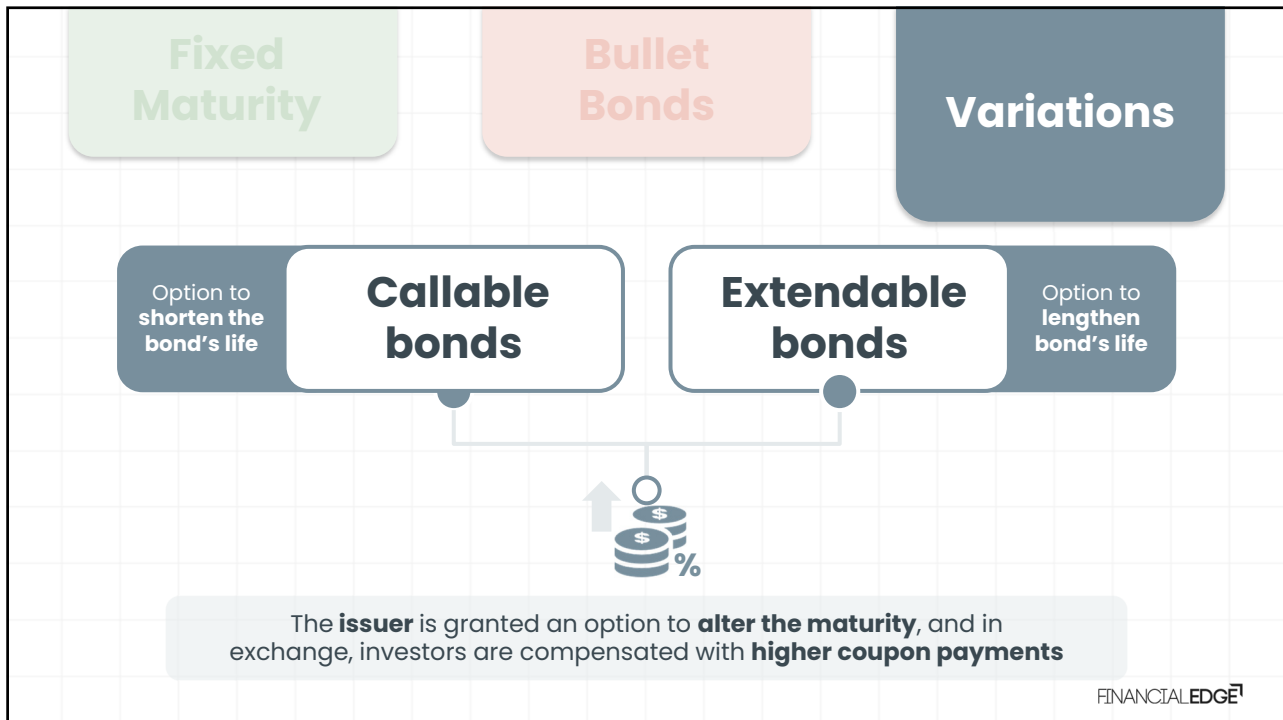 Fixed
Maturity
Bullet
Bonds
Variations
Option to
shorten the
bond's life
Callable
bonds
Extendable
bonds
Option to
lengthen
bond's life
$
$
%
The issuer is granted an option to alter the maturity, and in
exchange, investors are compensated with higher coupon payments
FINANCIALEDGE